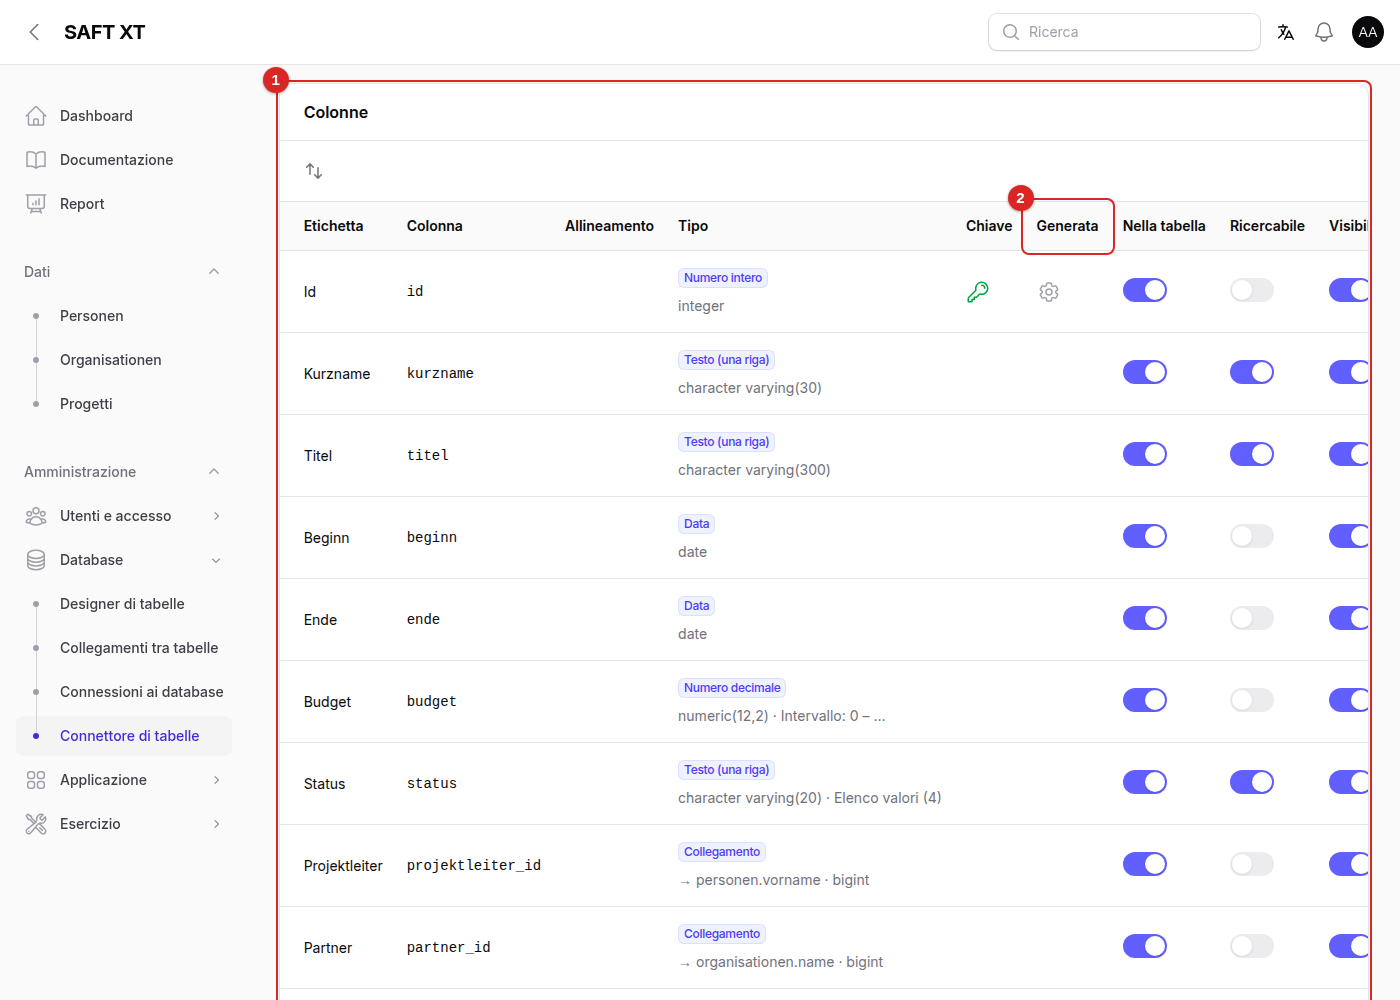 SAFT XT
Ricerca
AA
Dashboard
Documentazione
Report
Dati
Personen
Organisationen
Progetti
Amministrazione
Utenti e accesso
Database
Designer di tabelle
Collegamenti tra tabelle
Connessioni ai database
Connettore di tabelle
Applicazione
Esercizio
1
Colonne
2
Etichetta Colonna Allineamento Tipo Chiave Generata Nella tabella Ricercabile Visibi
Id id Numero intero
integer
Kurzname kurzname Testo (una riga)
character varying(30)
Titel titel Testo (una riga)
character varying(300)
Beginn beginn Data
date
Ende ende Data
date
Budget budget Numero decimale
numeric(12,2) · Intervallo: 0 – ...
Status status Testo (una riga)
character varying(20) · Elenco valori (4)
Projektleiter projektleiter_id Collegamento
→ personen.vorname · bigint
Partner partner_id Collegamento
→ organisationen.name · bigint